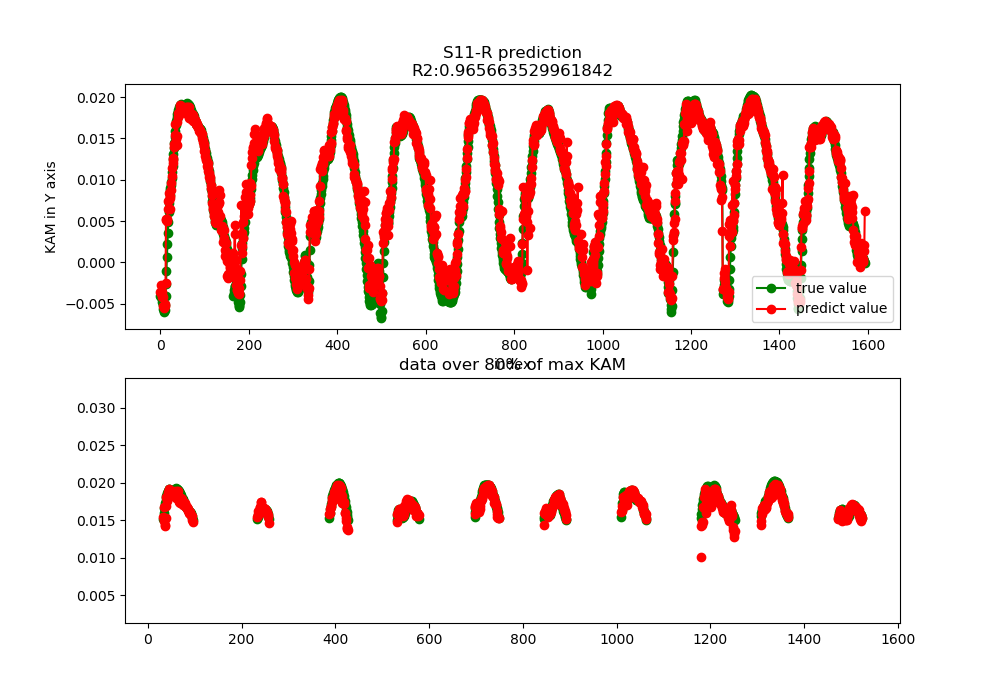 S11-R prediction
R2:0.965663529961842
KAM in Y axis
0.020
0.015
0.010
0.005
0.000
−0.005
true value
predict value
0 200 400 600 800 1000 1200 1400 1600
index
data over 80% of max KAM
0.030
0.025
0.020
0.015
0.010
0.005
0 200 400 600 800 1000 1200 1400 1600